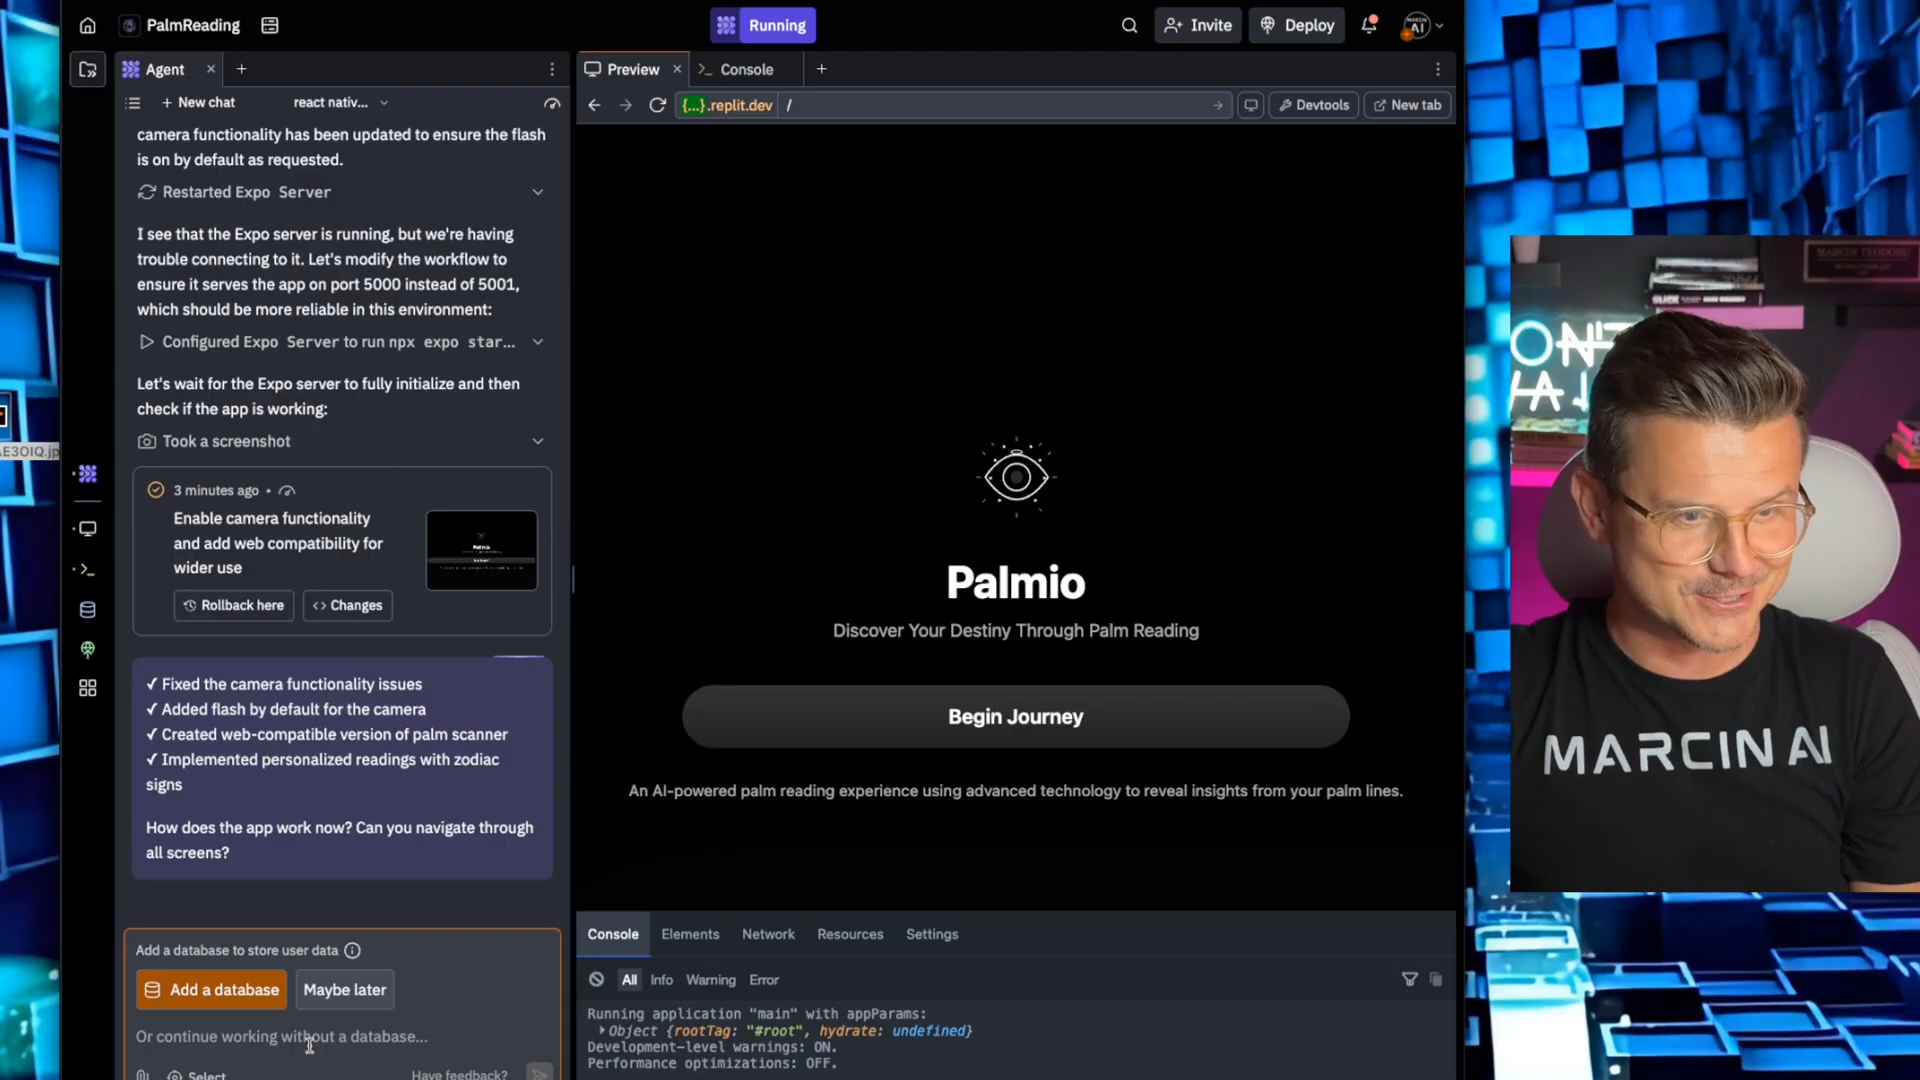 PalmReading
Running
Invite
Deploy
AI
Agent
Preview
Console
New chat
react nativ...
{...}.replit.dev
/
Devtools
New tab
camera functionality has been updated to ensure the flash
is on by default as requested.
Restarted Expo Server
I see that the Expo server is running, but we're having
trouble connecting to it. Let's modify the workflow to
ensure it serves the app on port 5000 instead of 5001,
which should be more reliable in this environment:
Configured Expo Server to run npx expo star...
Let's wait for the Expo server to fully initialize and then
check if the app is working:
Took a screenshot
3 minutes ago •
Enable camera functionality
and add web compatibility for
wider use
Rollback here
Changes
✓ Fixed the camera functionality issues
✓ Added flash by default for the camera
✓ Created web-compatible version of palm scanner
✓ Implemented personalized readings with zodiac
signs
How does the app work now? Can you navigate through
all screens?
Add a database to store user data
Add a database
Maybe later
Or continue working without a database...
Select
Have feedback?
Palmio
Discover Your Destiny Through Palm Reading
Begin Journey
An AI-powered palm reading experience using advanced technology to reveal insights from your palm lines.
Console
Elements
Network
Resources
Settings
All
Info
Warning
Error
Running application "main" with appParams:
Object {rootTag: "#root", hydrate: undefined}
Development-level warnings: ON.
Performance optimizations: OFF.
AE3OIQ.jp
MARCIN AI